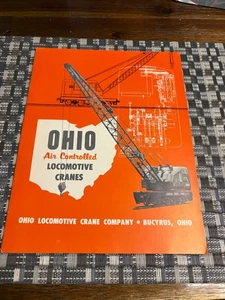 OHIO
Air Controlled
LOCOMOTIVE
CRANES
OHIO LOCOMOTIVE CRANE COMPANY • BUCYRUS, OHIO